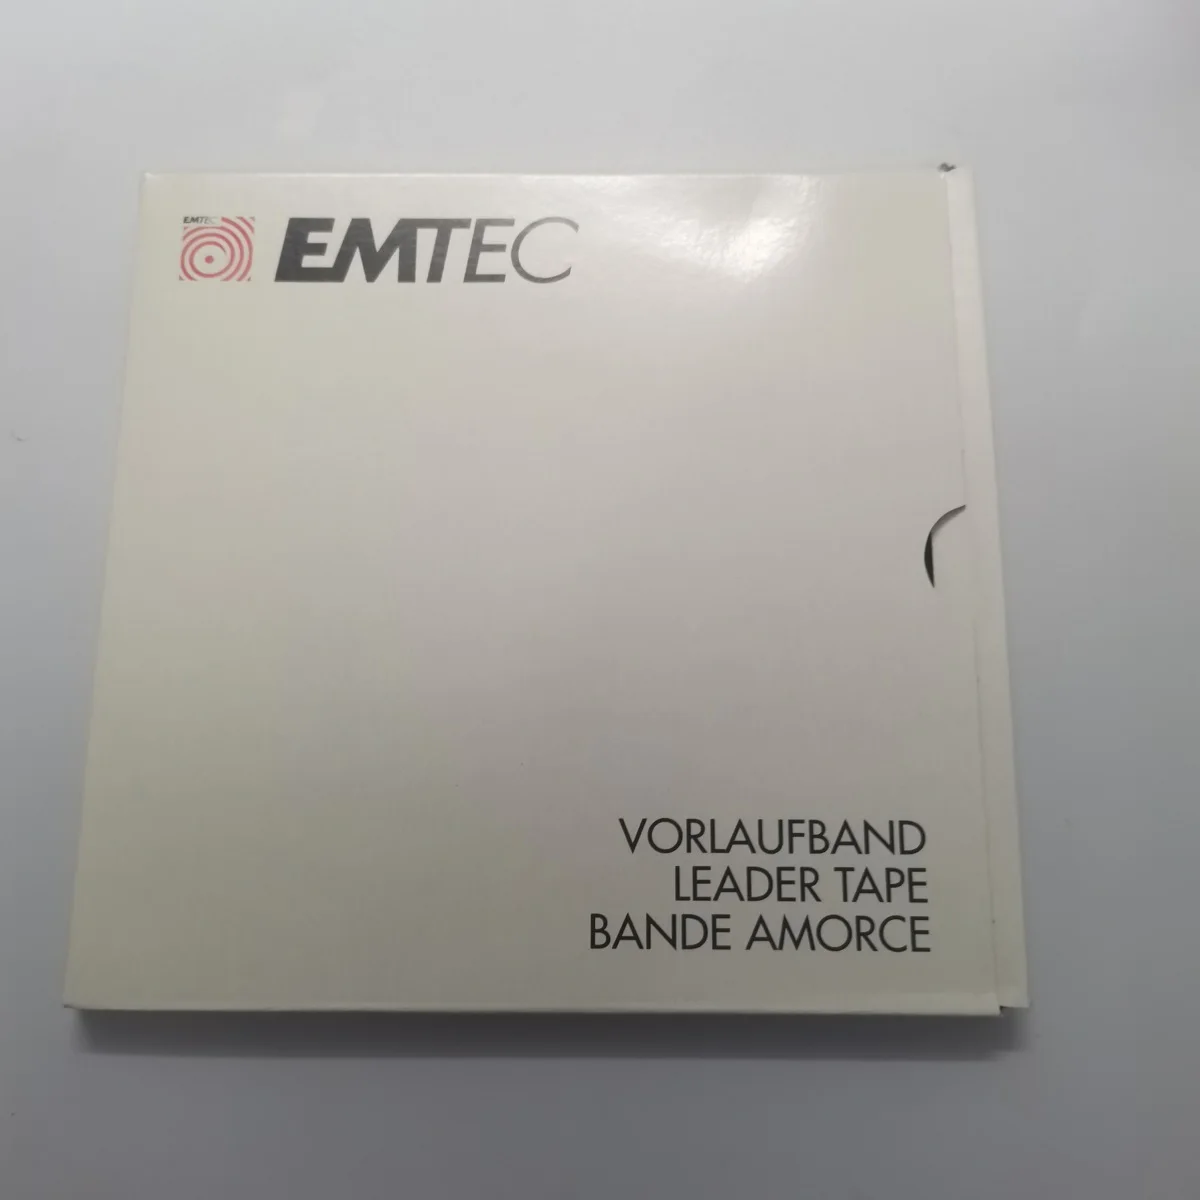 EMTEC
EMTEC
VORLAUFBAND
LEADER TAPE
BANDE AMORCE